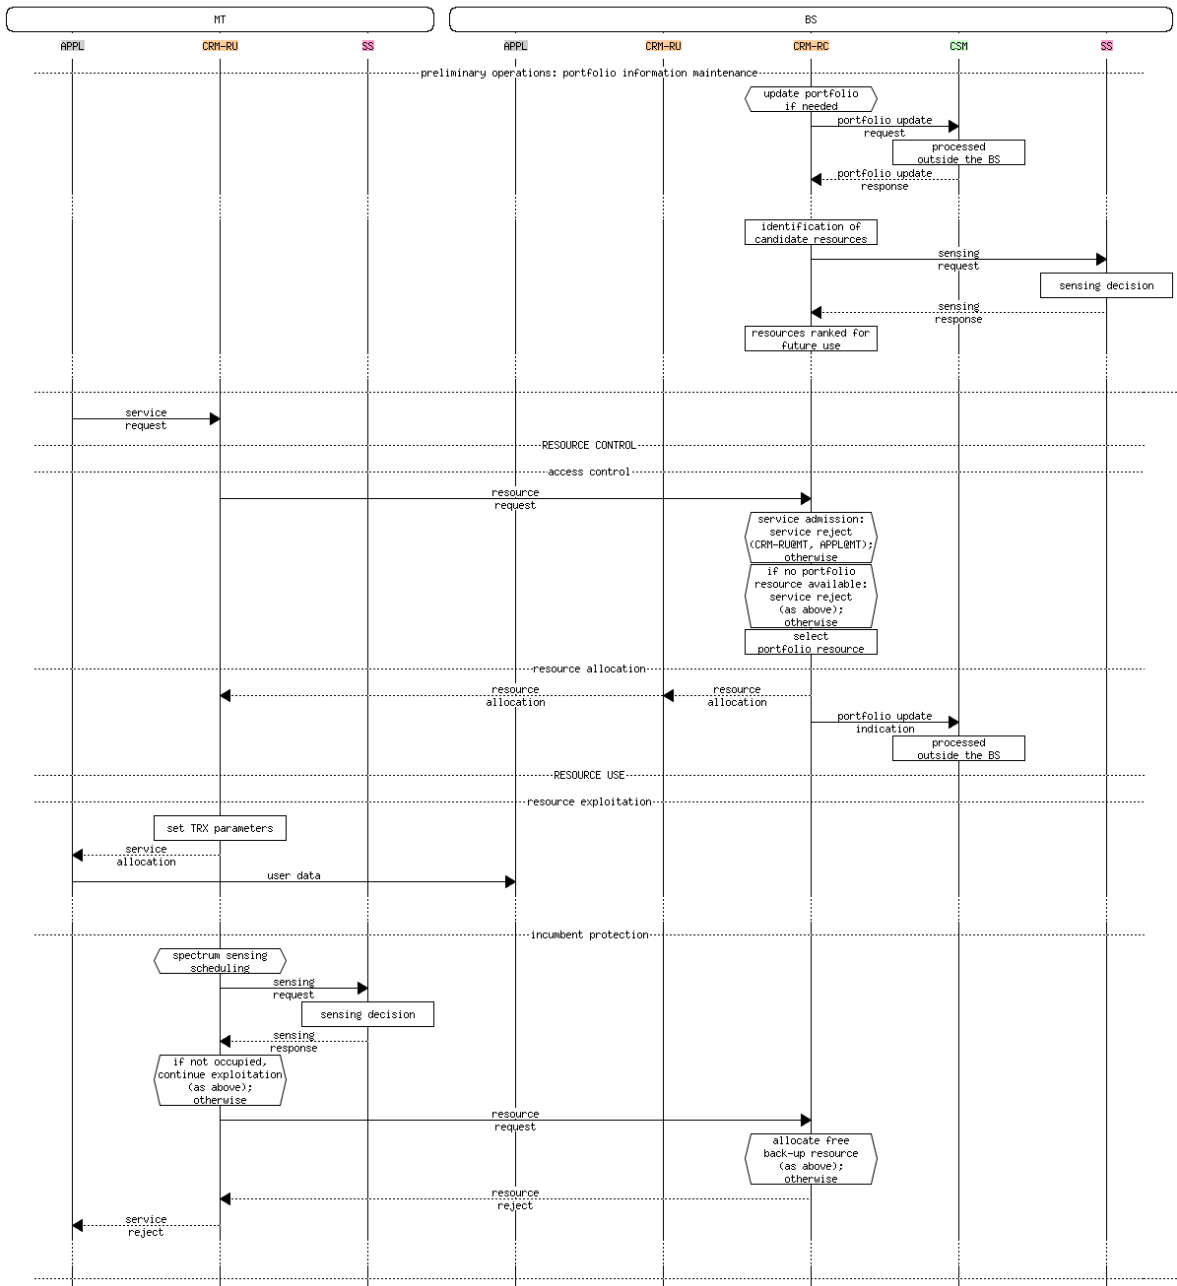 MT
BS
APPL
CRM-RU
SS
APPL
CRM-RU
CRM-RC
CSM
SS
preliminary operations: portfolio information maintenance
update portfolio
if needed
portfolio update
request
processed
outside the BS
portfolio update
response
identification of
candidate resources
sensing
request
sensing decision
sensing
response
resources ranked for
future use
service
request
RESOURCE CONTROL
access control
resource
request
service admission:
service reject
(CRM-RU@MT, APPL@MT);
otherwise
if no portfolio
resource available:
service reject
(as above);
otherwise
select
portfolio resource
resource allocation
resource
allocation
resource
allocation
portfolio update
indication
processed
outside the BS
RESOURCE USE
resource exploitation
set TRX parameters
service
allocation
user data
incumbent protection
spectrum sensing
scheduling
sensing
request
sensing decision
sensing
response
if not occupied,
continue exploitation
(as above);
otherwise
resource
request
allocate free
back-up resource
(as above);
otherwise
resource
reject
service
reject